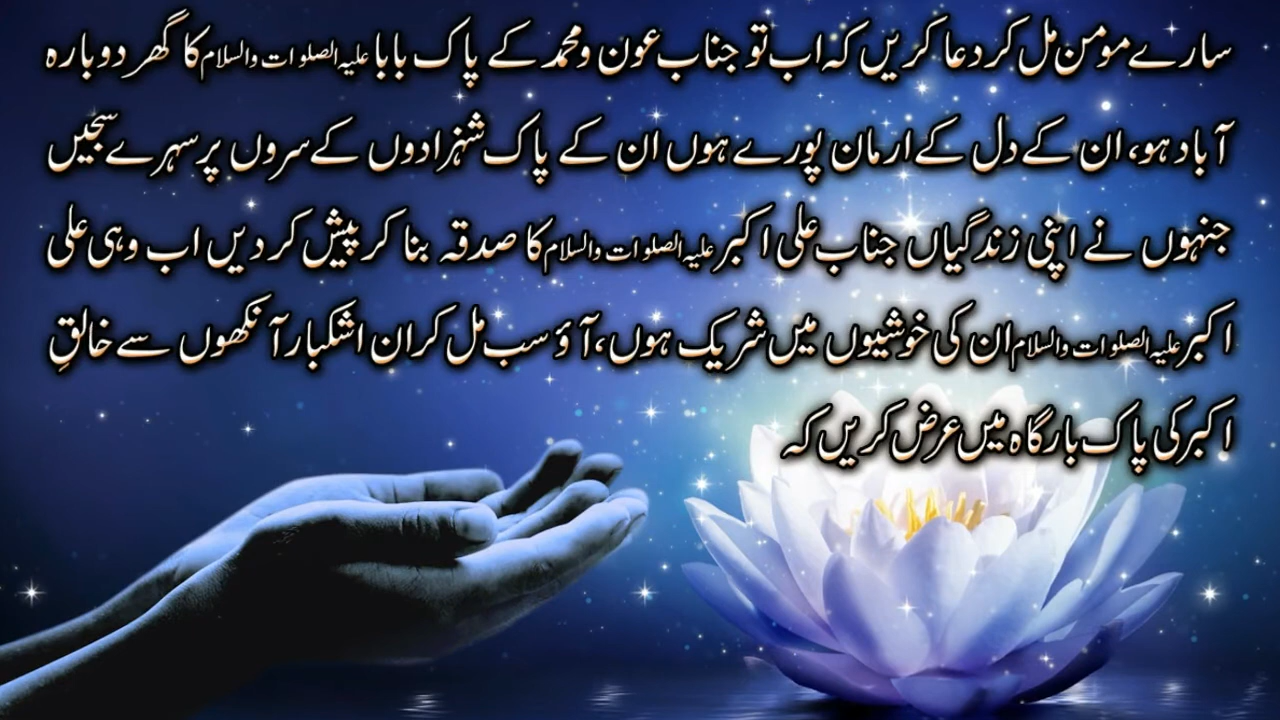 سارے مومن مل کر دعا کریں کہ اب تو جناب عون و محمد کے پاک بابا علیہ الصلوات والسلام کا گھر دوبارہ
آباد ہو، ان کے دل کے ارمان پورے ہوں ان کے پاک شہزادوں کے سروں پر سہرے سجیں
جنہوں نے اپنی زندگیاں جناب علی اکبر علیہ الصلوات والسلام کا صدقہ بنا کر پیش کر دیں اب وہی علی
اکبر علیہ الصلوات والسلام ان کی خوشیوں میں شریک ہوں، آؤ سب مل کر ان اشکبار آنکھوں سے خالقِ
اکبر کی پاک بارگاہ میں عرض کریں کہ